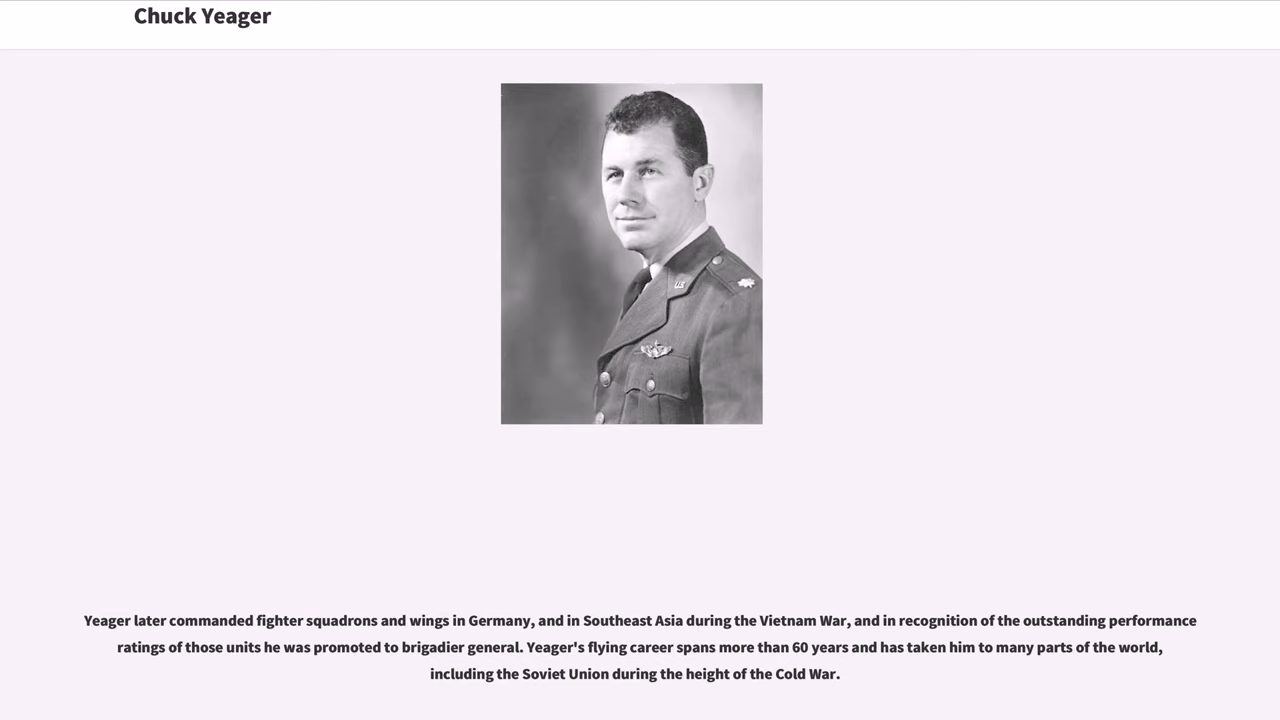 Chuck Yeager
U.S.
Yeager later commanded fighter squadrons and wings in Germany, and in Southeast Asia during the Vietnam War, and in recognition of the outstanding performance
ratings of those units he was promoted to brigadier general. Yeager's flying career spans more than 60 years and has taken him to many parts of the world,
including the Soviet Union during the height of the Cold War.